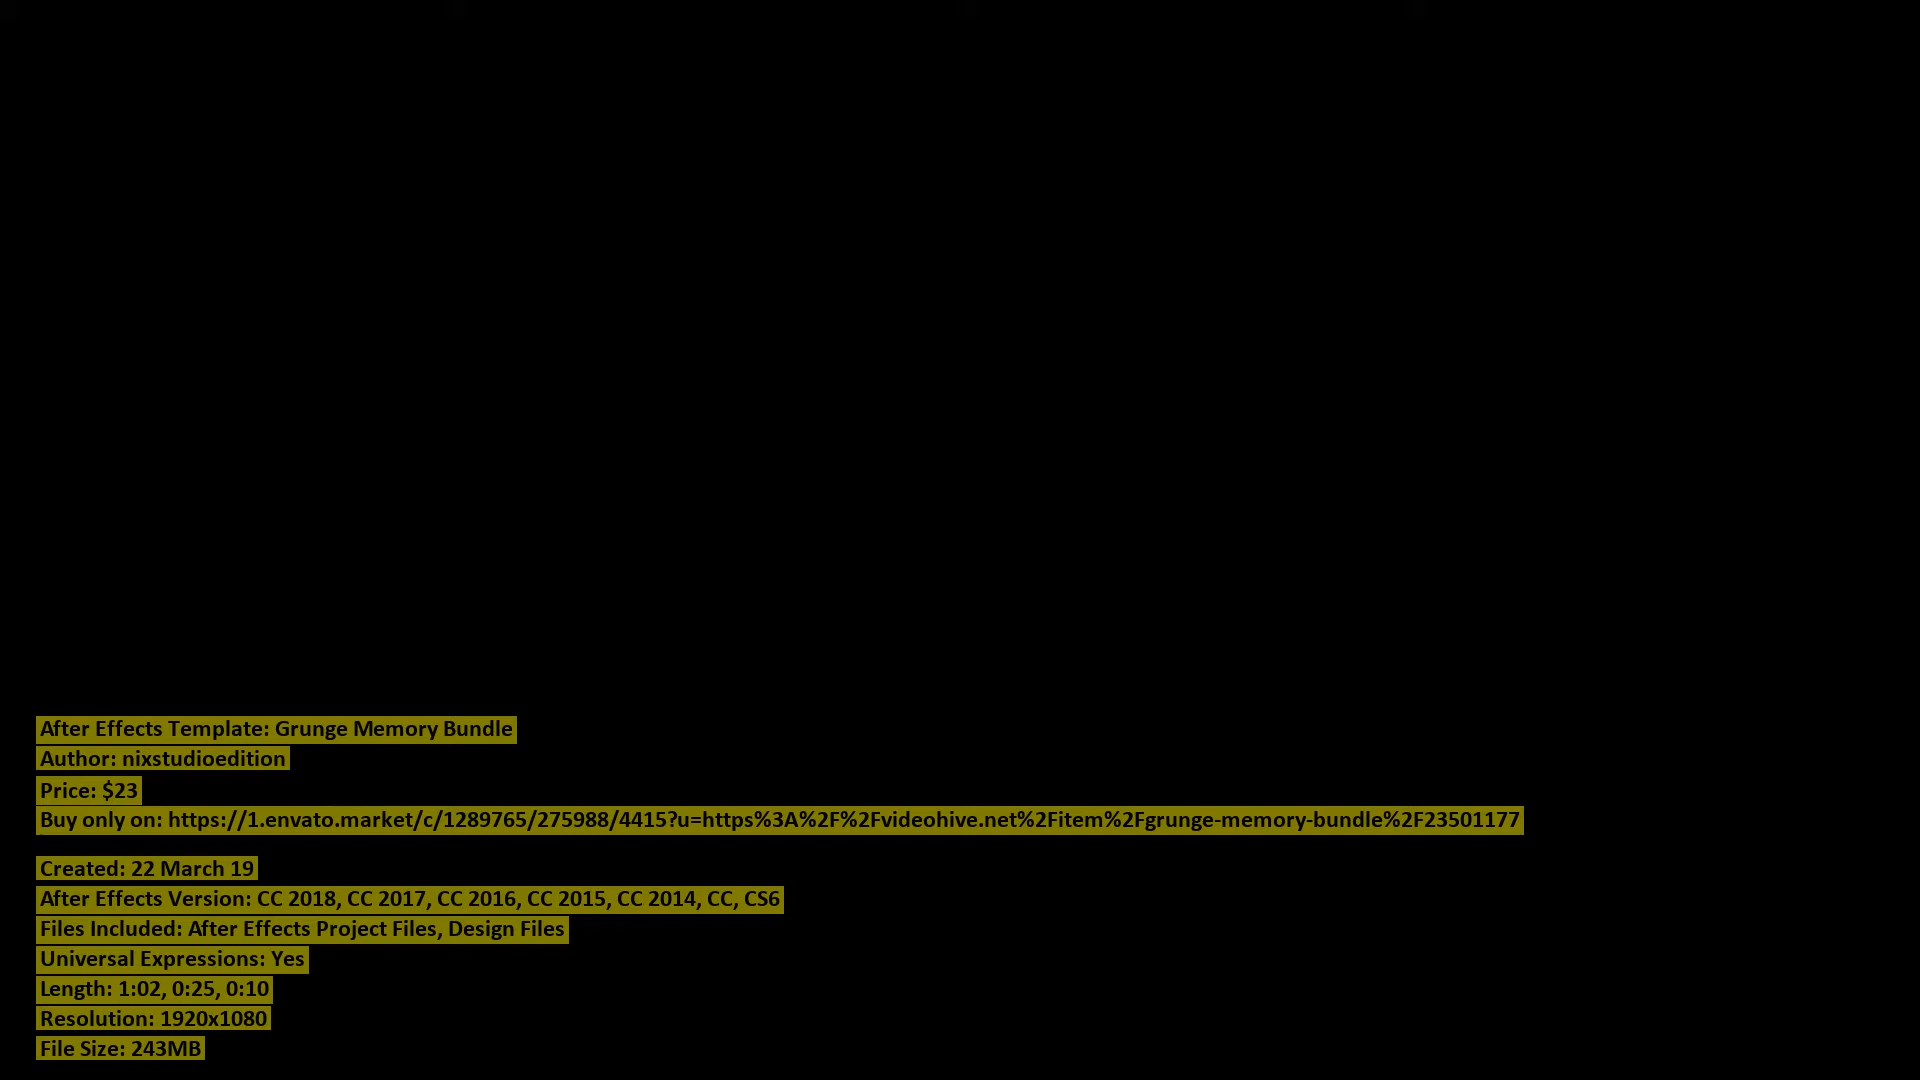 After Effects Template: Grunge Memory Bundle
Author: nixstudioedition
Price: $23
Buy only on: https://1.envato.market/c/1289765/275988/4415?u=https%3A%2F%2Fvideohive.net%2Fitem%2Fgrunge-memory-bundle%2F23501177
Created: 22 March 19
After Effects Version: CC 2018, CC 2017, CC 2016, CC 2015, CC 2014, CC, CS6
Files Included: After Effects Project Files, Design Files
Universal Expressions: Yes
Length: 1:02, 0:25, 0:10
Resolution: 1920x1080
File Size: 243MB